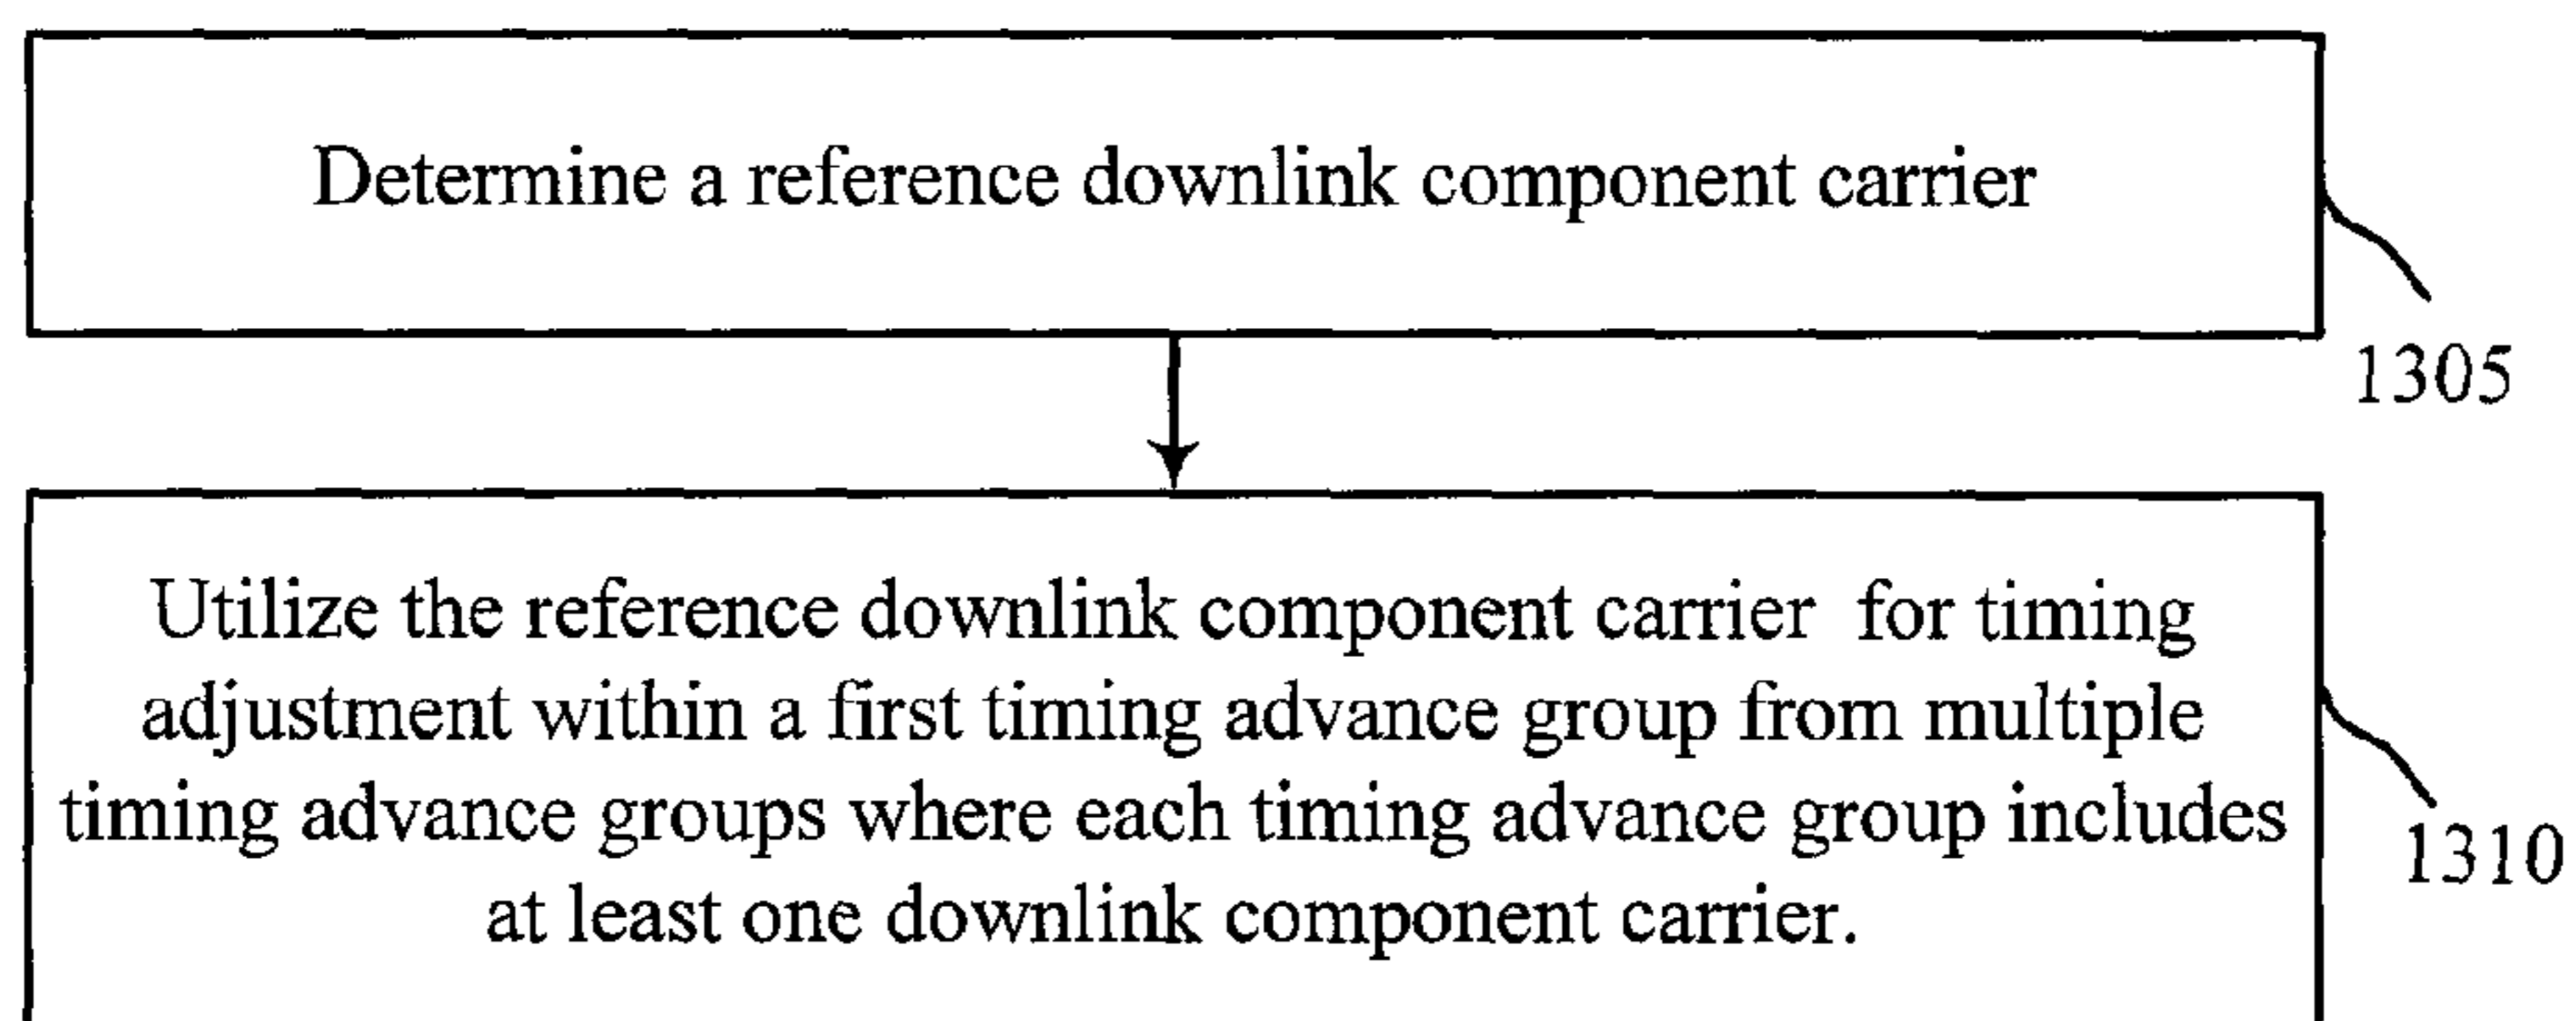 Determine a reference downlink component carrier
1305
Utilize the reference downlink component carrier for timing
adjustment within a first timing advance group from multiple
timing advance groups where each timing advance group includes
at least one downlink component carrier.
1310